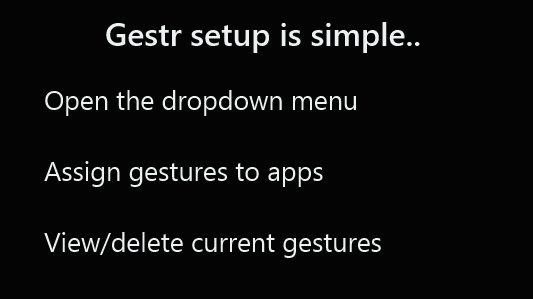 Gestr setup is simple..
Open the dropdown menu
Assign gestures to apps
View/delete current gestures